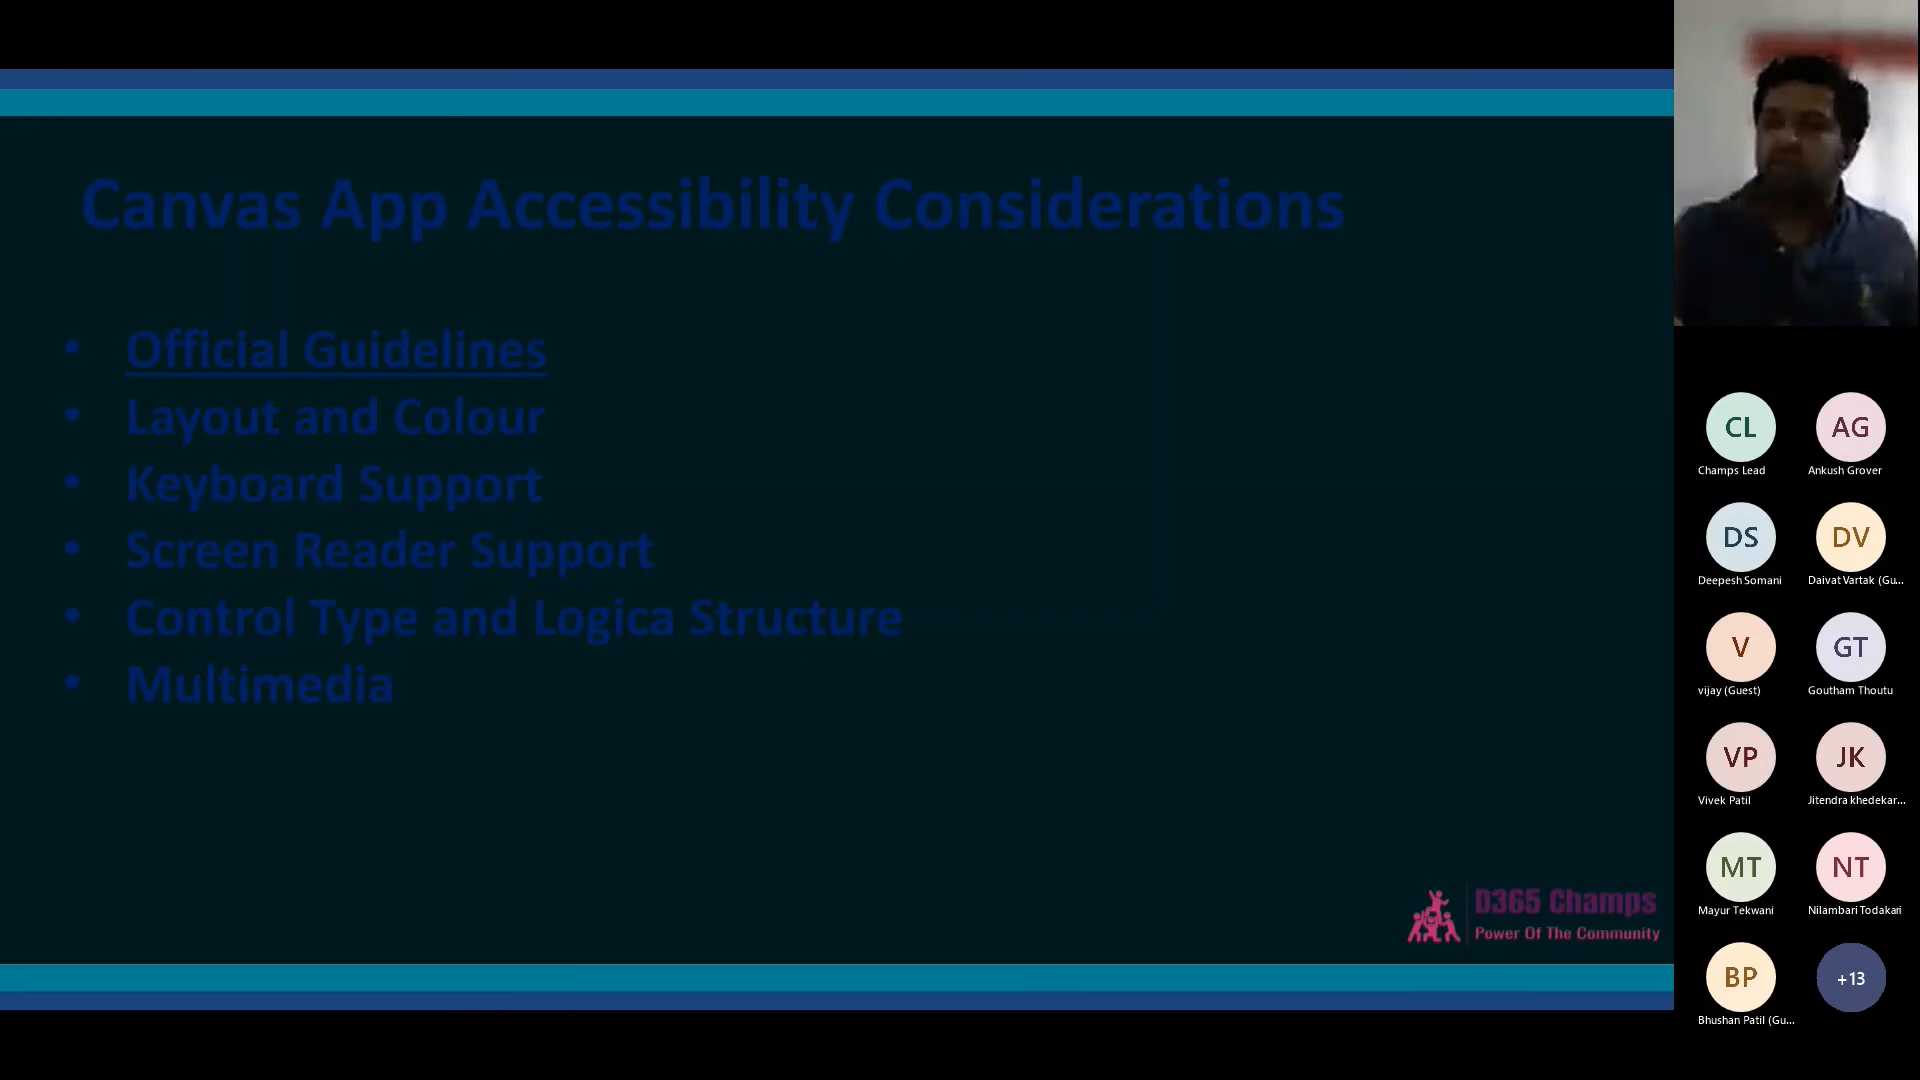 Canvas App Accessibility Considerations
• Official Guidelines
• Layout and Colour
• Keyboard Support
• Screen Reader Support
• Control Type and Logica Structure
• Multimedia
D365 Champs
Power Of The Community
CL
Champs Lead
AG
Ankush Grover
DS
Deepesh Somani
DV
Daivat Vartak (Gu...
V
vijay (Guest)
GT
Goutham Thoutu
VP
Vivek Patil
JK
Jitendra khedekar...
MT
Mayur Tekwani
NT
Nilambari Todakari
BP
Bhushan Patil (Gu...
+13